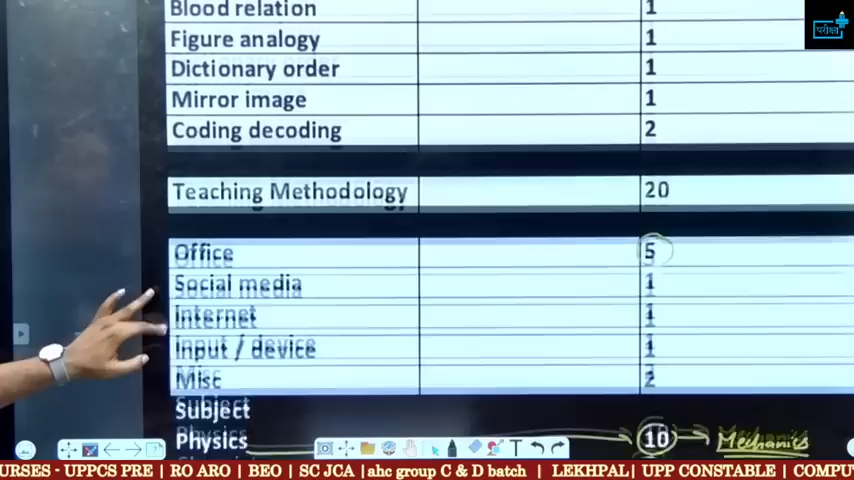 परीक्षा
Blood relation 1
Figure analogy 1
Dictionary order 1
Mirror image 1
Coding decoding 2
Teaching Methodology 20
Office 5
Social media 1
Internet 1
Input / device 1
Misc 2
Subject
Physics 10 Mechanics
URSES - UPPCS PRE | RO ARO | BEO | SC JCA |ahc group C & D batch | LEKHPAL| UPP CONSTABLE | COMPU